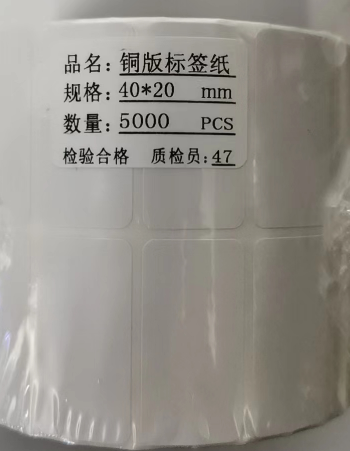 品名: 铜版标签纸
规格: 40*20 mm
数量: 5000 PCS
检验合格 质检员: 47